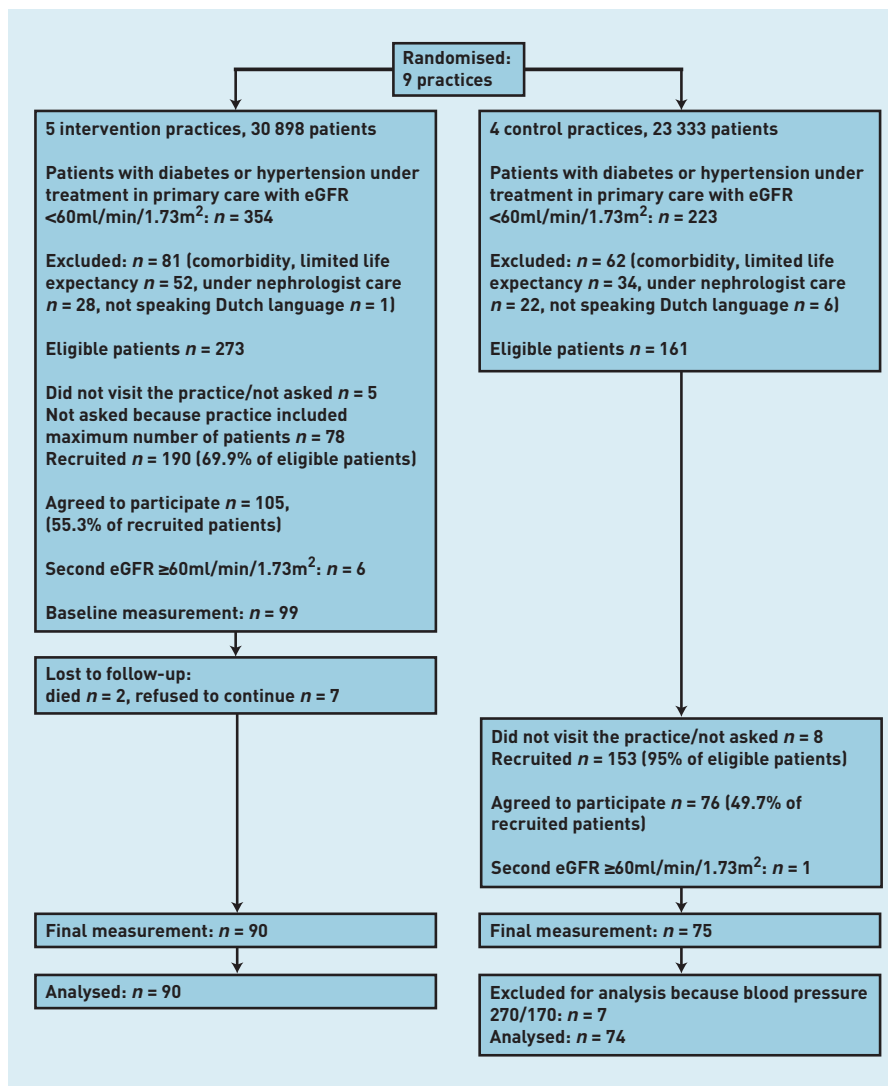 Randomised:
9 practices
5 intervention practices, 30 898 patients
Patients with diabetes or hypertension under
treatment in primary care with eGFR
<60ml/min/1.73m²: n = 354
Excluded: n = 81 (comorbidity, limited life
expectancy n = 52, under nephrologist care
n = 28, not speaking Dutch language n = 1)
Eligible patients n = 273
Did not visit the practice/not asked n = 5
Not asked because practice included
maximum number of patients n = 78
Recruited n = 190 (69.9% of eligible patients)
Agreed to participate n = 105,
(55.3% of recruited patients)
Second eGFR ≥60ml/min/1.73m²: n = 6
Baseline measurement: n = 99
Lost to follow-up:
died n = 2, refused to continue n = 7
Final measurement: n = 90
Analysed: n = 90
4 control practices, 23 333 patients
Patients with diabetes or hypertension under
treatment in primary care with eGFR
<60ml/min/1.73m²: n = 223
Excluded: n = 62 (comorbidity, limited life
expectancy n = 34, under nephrologist care
n = 22, not speaking Dutch language n = 6)
Eligible patients n = 161
Did not visit the practice/not asked n = 8
Recruited n = 153 (95% of eligible patients)
Agreed to participate n = 76 (49.7% of
recruited patients)
Second eGFR ≥60ml/min/1.73m²: n = 1
Final measurement: n = 75
Excluded for analysis because blood pressure
270/170: n = 7
Analysed: n = 74